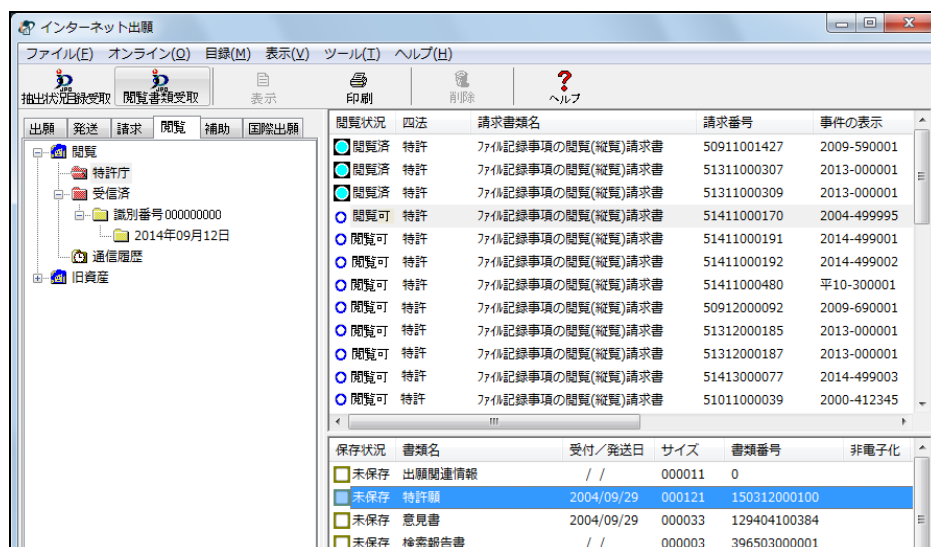 インターネット出願
ファイル(F) オンライン(O) 目録(M) 表示(V) ツール(T) ヘルプ(H)
抽出状況目録受取 閲覧書類受取 表示 印刷 削除 ヘルプ
出願 発送 請求 閲覧 補助 国際出願
閲覧
特許庁
受信済
識別番号000000000
2014年09月12日
通信履歴
旧資産
閲覧状況 四法 請求書類名 請求番号 事件の表示
閲覧済 特許 ファイル記録事項の閲覧(縦覧)請求書 50911001427 2009-590001
閲覧済 特許 ファイル記録事項の閲覧(縦覧)請求書 51311000307 2013-000001
閲覧済 特許 ファイル記録事項の閲覧(縦覧)請求書 51311000309 2013-000001
閲覧可 特許 ファイル記録事項の閲覧(縦覧)請求書 51411000170 2004-499995
閲覧可 特許 ファイル記録事項の閲覧(縦覧)請求書 51411000191 2014-499001
閲覧可 特許 ファイル記録事項の閲覧(縦覧)請求書 51411000192 2014-499002
閲覧可 特許 ファイル記録事項の閲覧(縦覧)請求書 51411000480 平10-300001
閲覧可 特許 ファイル記録事項の閲覧(縦覧)請求書 50912000092 2009-690001
閲覧可 特許 ファイル記録事項の閲覧(縦覧)請求書 51312000185 2013-000001
閲覧可 特許 ファイル記録事項の閲覧(縦覧)請求書 51312000187 2013-000001
閲覧可 特許 ファイル記録事項の閲覧(縦覧)請求書 51413000077 2014-499003
閲覧可 特許 ファイル記録事項の閲覧(縦覧)請求書 51011000039 2000-412345
保存状況 書類名 受付/発送日 サイズ 書類番号 非電子化
未保存 出願関連情報 / / 000011 0
未保存 特許願 2004/09/29 000121 150312000100
未保存 意見書 2004/09/29 000033 129404100384
未保存 検索報告書 / / 000003 396503000001